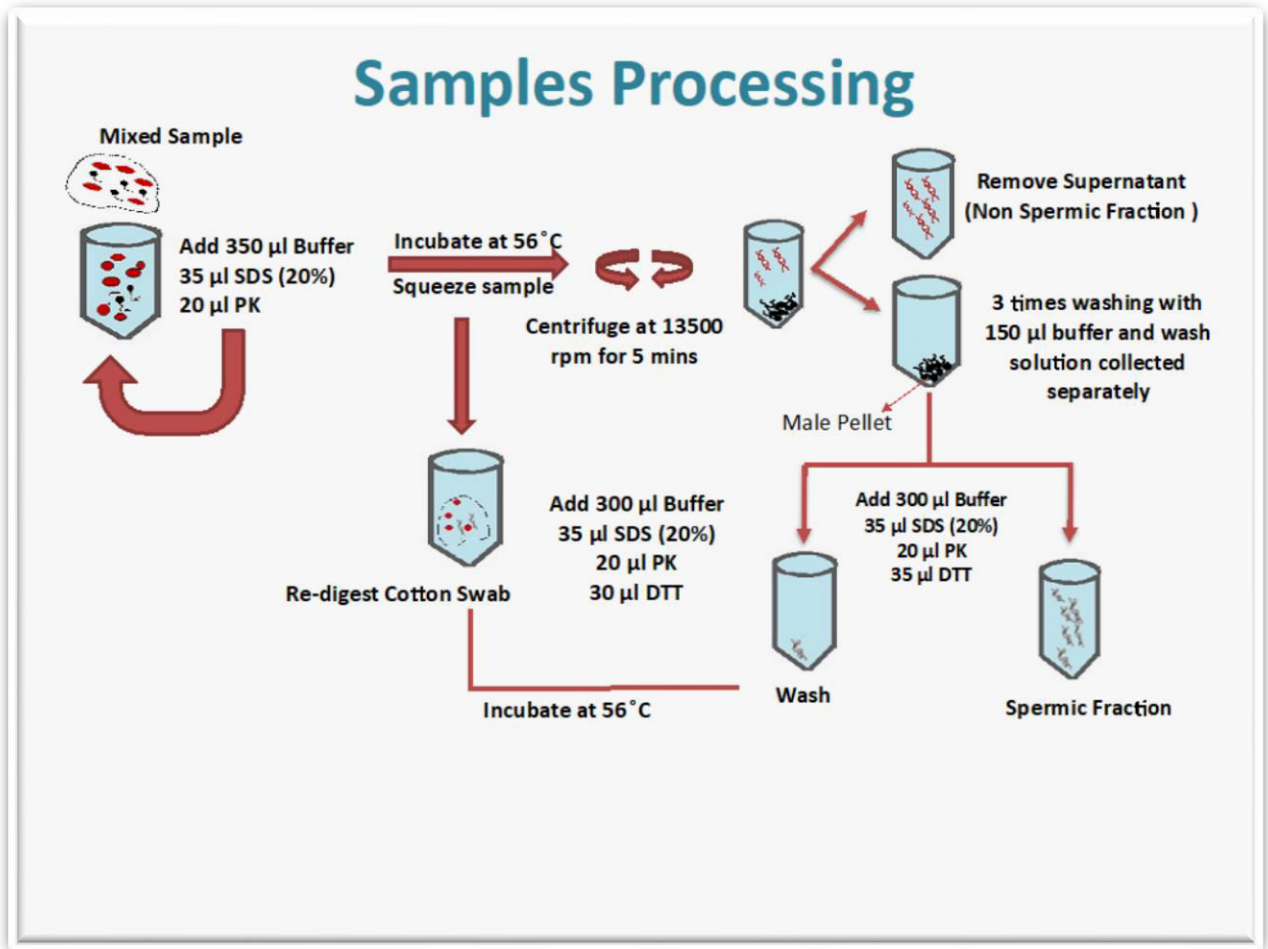 Samples Processing
Mixed Sample
Add 350 µl Buffer
35 µl SDS (20%)
20 µl PK
Incubate at 56˚C
Squeeze sample
Centrifuge at 13500
rpm for 5 mins
Remove Supernatant
(Non Spermic Fraction )
3 times washing with
150 µl buffer and wash
solution collected
separately
Male Pellet
Add 300 µl Buffer
35 µl SDS (20%)
20 µl PK
30 µl DTT
Re-digest Cotton Swab
Add 300 µl Buffer
35 µl SDS (20%)
20 µl PK
35 µl DTT
Incubate at 56˚C
Wash
Spermic Fraction